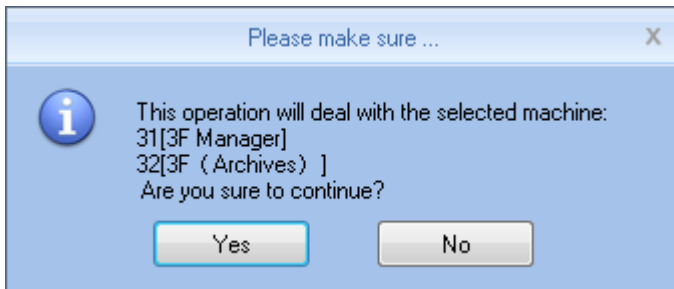 Please make sure ...
X
This operation will deal with the selected machine:
31[3F Manager]
32[3F（Archives）]
Are you sure to continue?
Yes
No